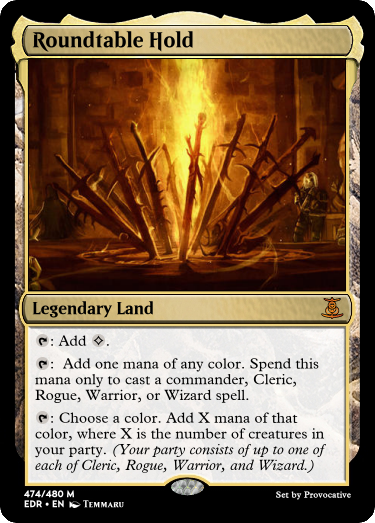 Roundtable Hold
Legendary Land
: Add .
: Add one mana of any color. Spend this
mana only to cast a commander, Cleric,
Rogue, Warrior, or Wizard spell.
: Choose a color. Add X mana of that
color, where X is the number of creatures in
your party. (Your party consists of up to one of
each of Cleric, Rogue, Warrior, and Wizard.)
474/480 M
EDR • EN Temmaru
Set by Provocative